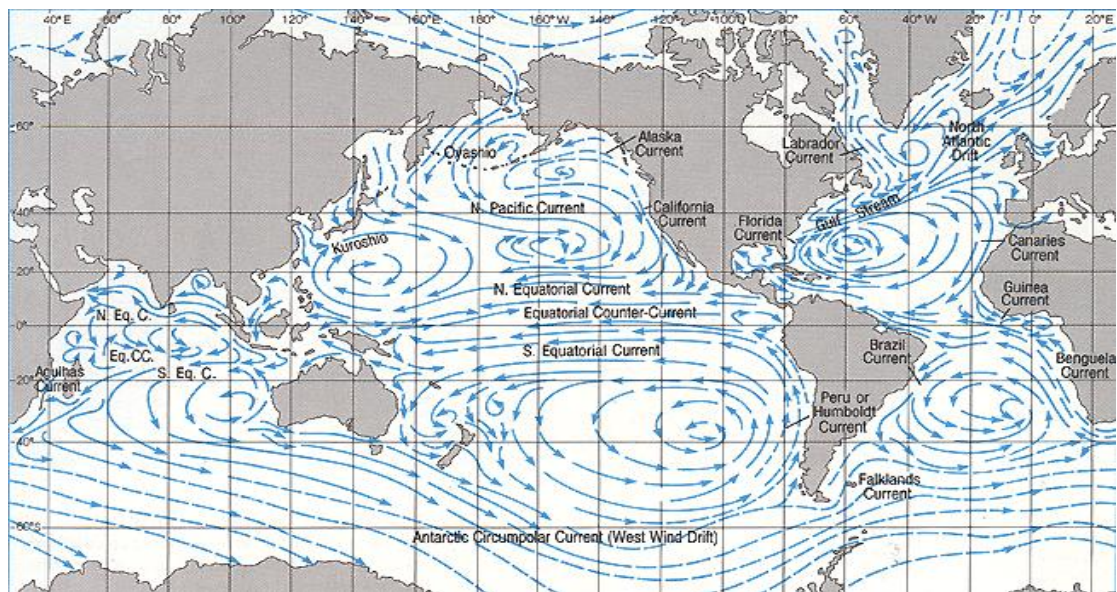 40° E
60°
80°
100°
120°
140°
160°E
180°
160°W
140°
120°
100°
80°
60°
40°
20°W
0°
20°E
60°
40°
20°
0°
20°
40°
60°S
Oyashio
Alaska
Current
Labrador
Current
North
Atlantic
Drift
N. Pacific Current
California
Current
Florida
Current
Gulf Stream
Canaries
Current
Kuroshio
Guinea
Current
N. Equatorial Current
Equatorial Counter-Current
S. Equatorial Current
N. Eq. C.
Eq.CC.
S. Eq. C.
Agulhas
Current
Brazil
Current
Benguela
Current
Peru or
Humboldt
Current
Falklands
Current
Antarctic Circumpolar Current (West Wind Drift)